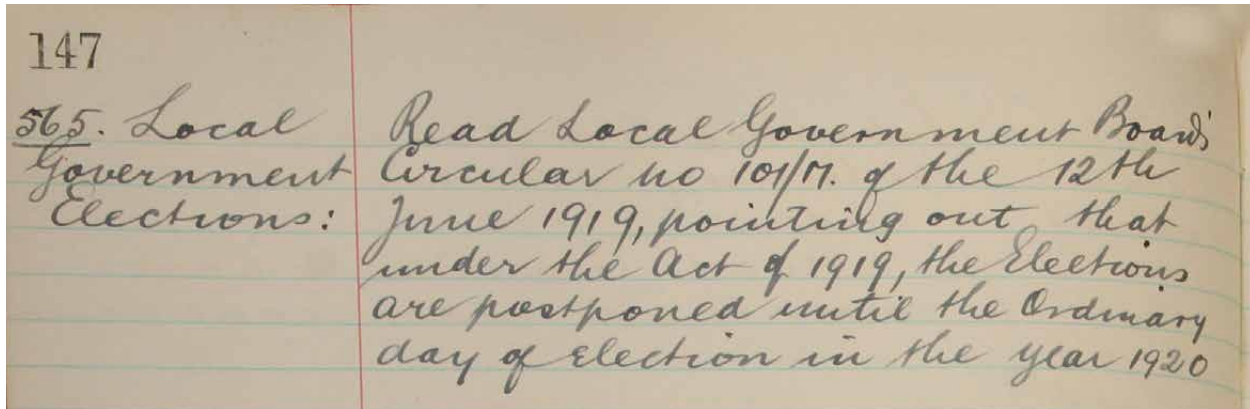 147
565. Local
Government
Elections:
Read Local Government Board's
Circular no 101/M. of the 12th
June 1919, pointing out that
under the Act of 1919, the Elections
are postponed until the Ordinary
day of Election in the year 1920